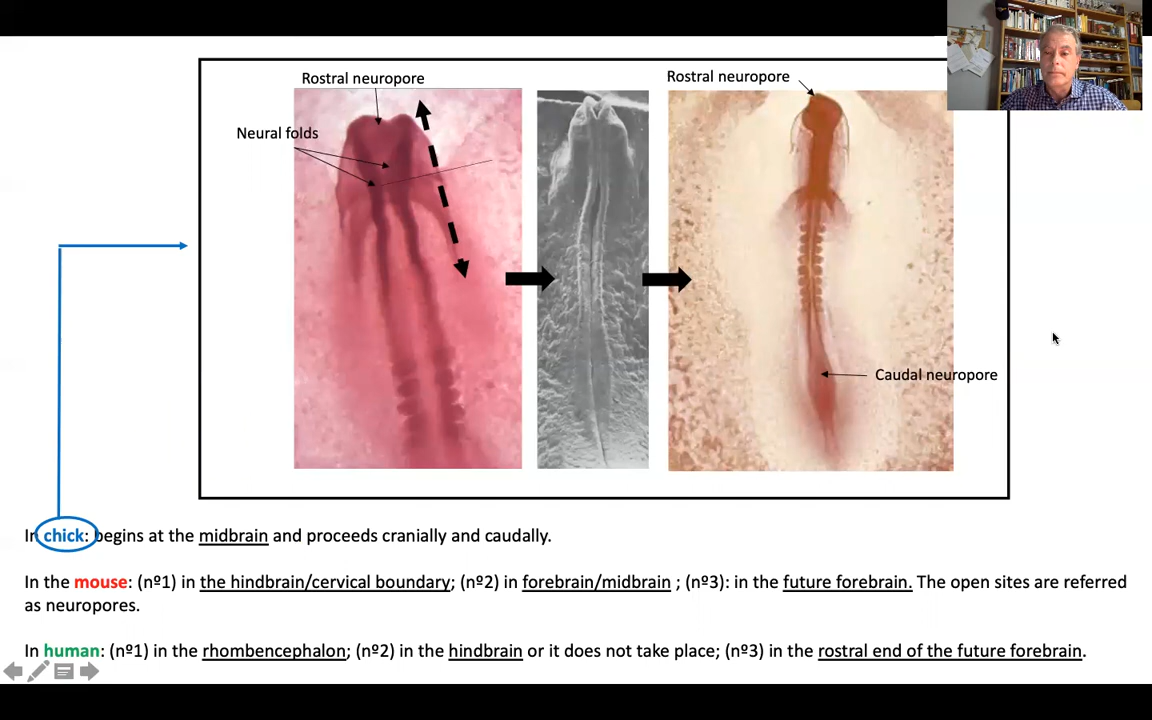 Rostral neuropore
Rostral neuropore
Neural folds
Caudal neuropore
In chick: begins at the midbrain and proceeds cranially and caudally.
In the mouse: (nº1) in the hindbrain/cervical boundary; (nº2) in forebrain/midbrain ; (nº3): in the future forebrain. The open sites are referred
as neuropores.
In human: (nº1) in the rhombencephalon; (nº2) in the hindbrain or it does not take place; (nº3) in the rostral end of the future forebrain.